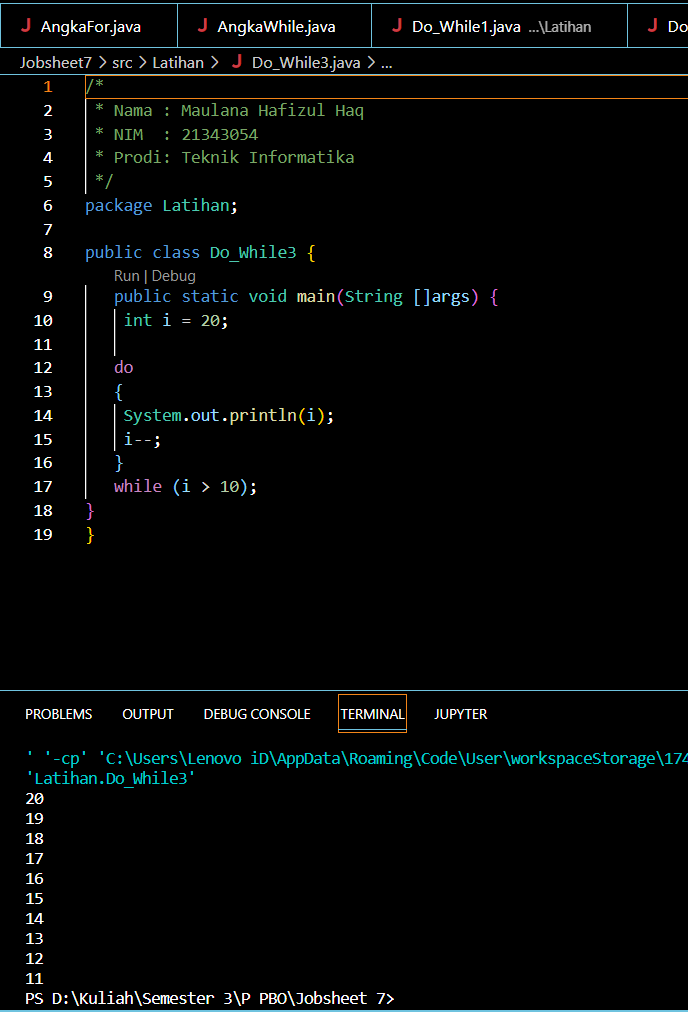 J AngkaFor.java J AngkaWhile.java J Do_While1.java ...\Latihan J Do
Jobsheet7 > src > Latihan > J Do_While3.java > ...
1 /*
2 * Nama : Maulana Hafizul Haq
3 * NIM  : 21343054
4 * Prodi: Teknik Informatika
5 */
6 package Latihan;
7
8 public class Do_While3 {
Run | Debug
9 public static void main(String []args) {
10 int i = 20;
11
12 do
13 {
14 System.out.println(i);
15 i--;
16 }
17 while (i > 10);
18 }
19 }
PROBLEMS OUTPUT DEBUG CONSOLE TERMINAL JUPYTER
' '-cp' 'C:\Users\Lenovo iD\AppData\Roaming\Code\User\workspaceStorage\174
'Latihan.Do_While3'
20
19
18
17
16
15
14
13
12
11
PS D:\Kuliah\Semester 3\P PBO\Jobsheet 7>